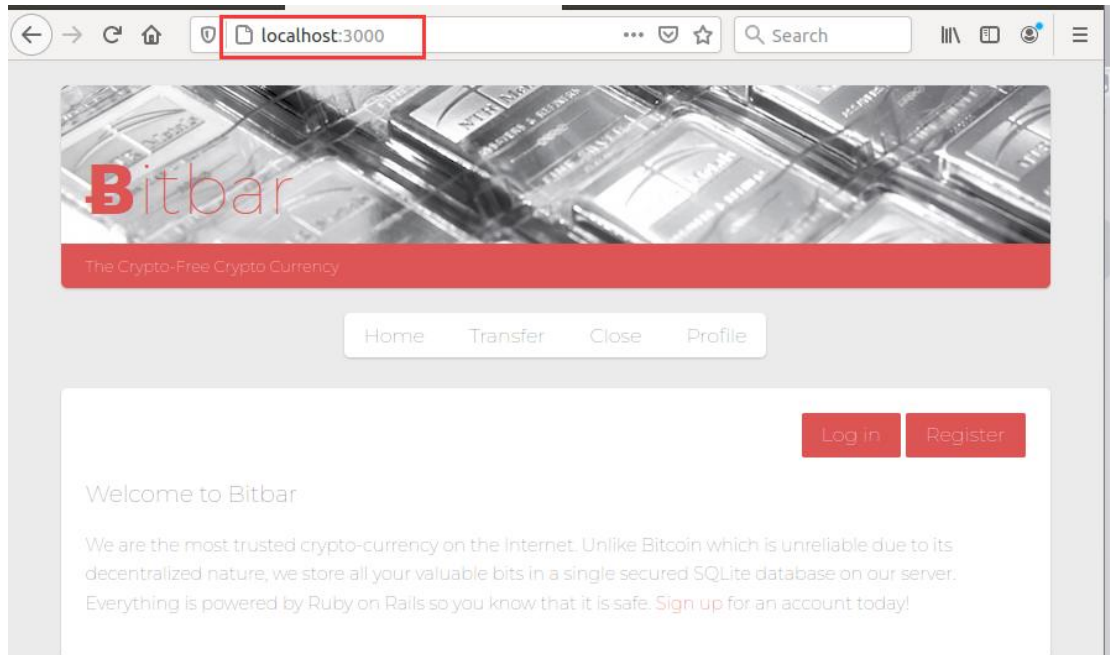 localhost:3000
Search
NTR Metals
Bitbar
The Crypto-Free Crypto Currency
Home Transfer Close Profile
Log in Register
Welcome to Bitbar
We are the most trusted crypto-currency on the Internet. Unlike Bitcoin which is unreliable due to its
decentralized nature, we store all your valuable bits in a single secured SQLite database on our server.
Everything is powered by Ruby on Rails so you know that it is safe. Sign up for an account today!